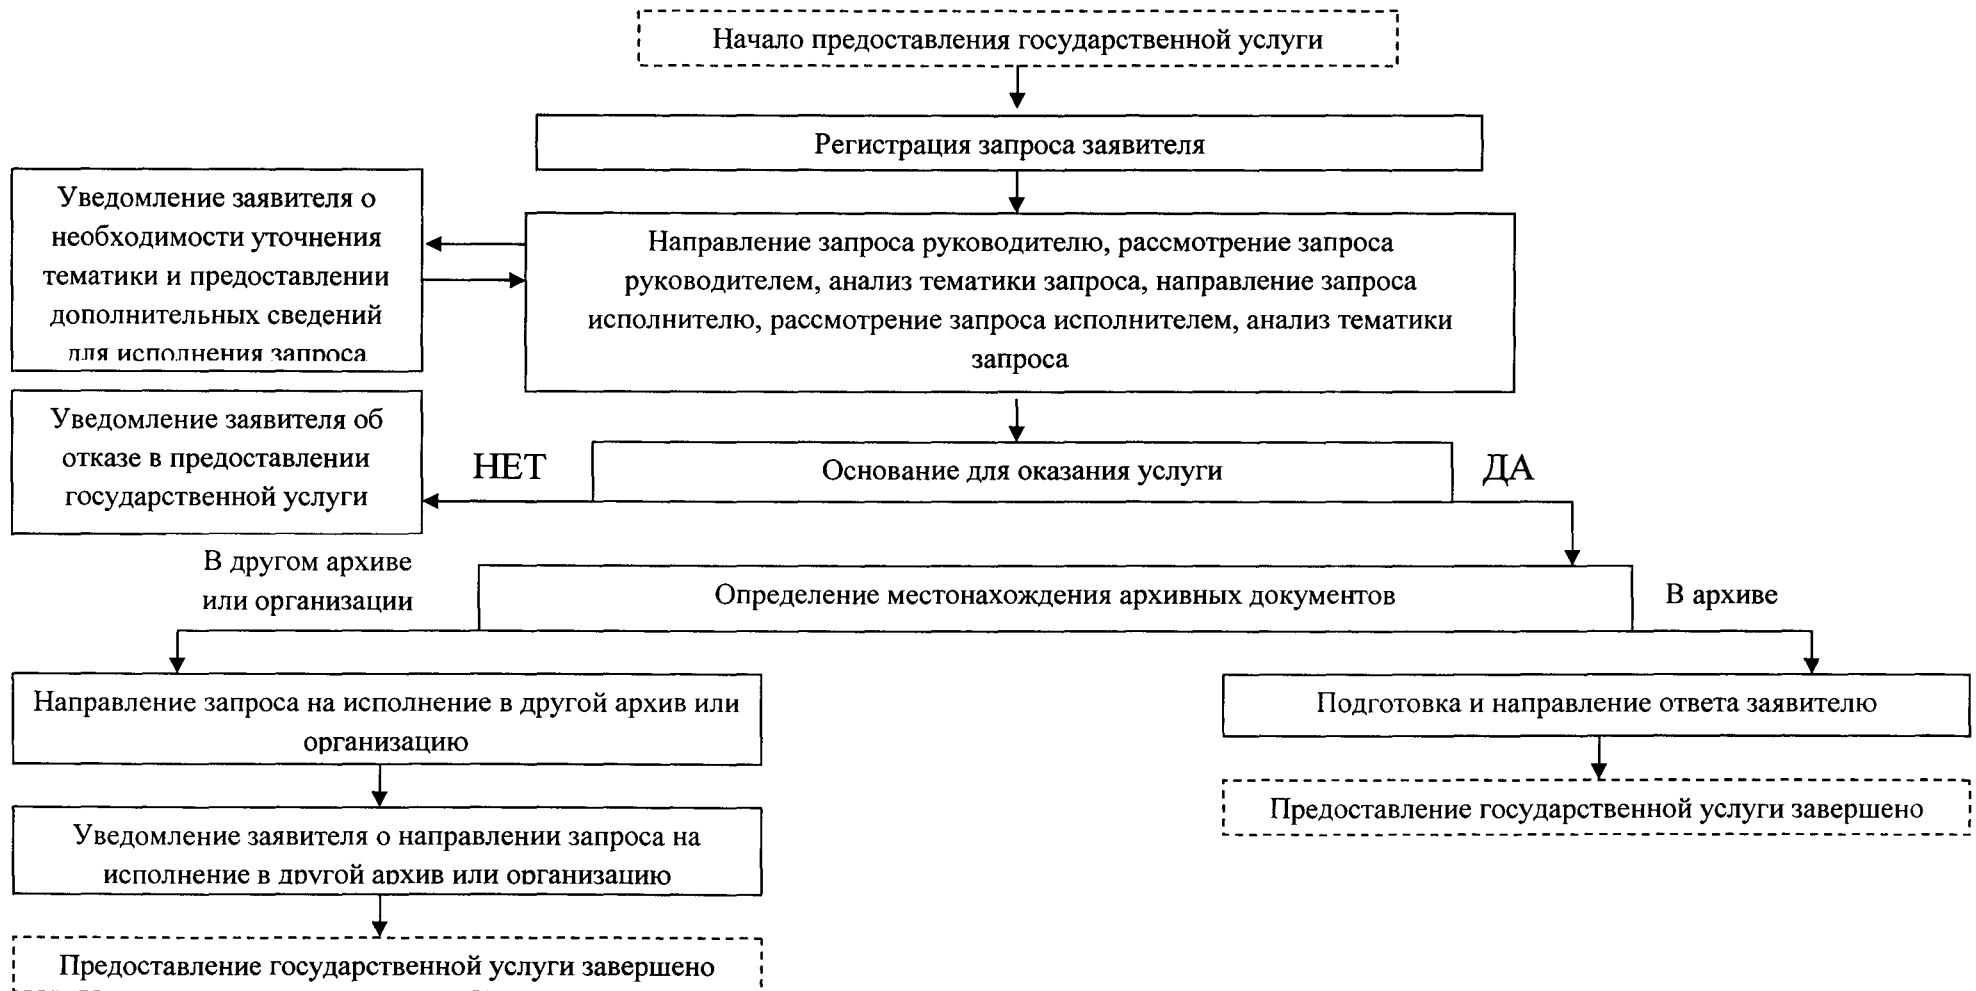 Начало предоставления государственной услуги
Регистрация запроса заявителя
Уведомление заявителя о
необходимости уточнения
тематики и предоставлении
дополнительных сведений
для исполнения запроса
Направление запроса руководителю, рассмотрение запроса
руководителем, анализ тематики запроса, направление запроса
исполнителю, рассмотрение запроса исполнителем, анализ тематики
запроса
Уведомление заявителя об
отказе в предоставлении
государственной услуги
НЕТ
Основание для оказания услуги
ДА
В другом архиве
или организации
Определение местонахождения архивных документов
В архиве
Направление запроса на исполнение в другой архив или
организацию
Подготовка и направление ответа заявителю
Предоставление государственной услуги завершено
Уведомление заявителя о направлении запроса на
исполнение в другой архив или организацию
Предоставление государственной услуги завершено